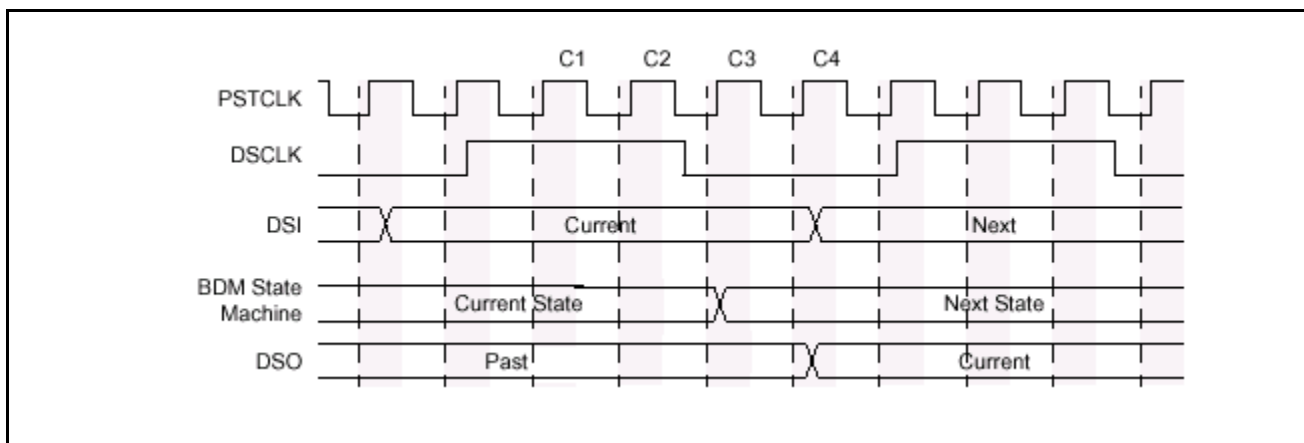 C1 C2 C3 C4
PSTCLK
DSCLK
DSI Current Next
BDM State
Machine Current State Next State
DSO Past Current